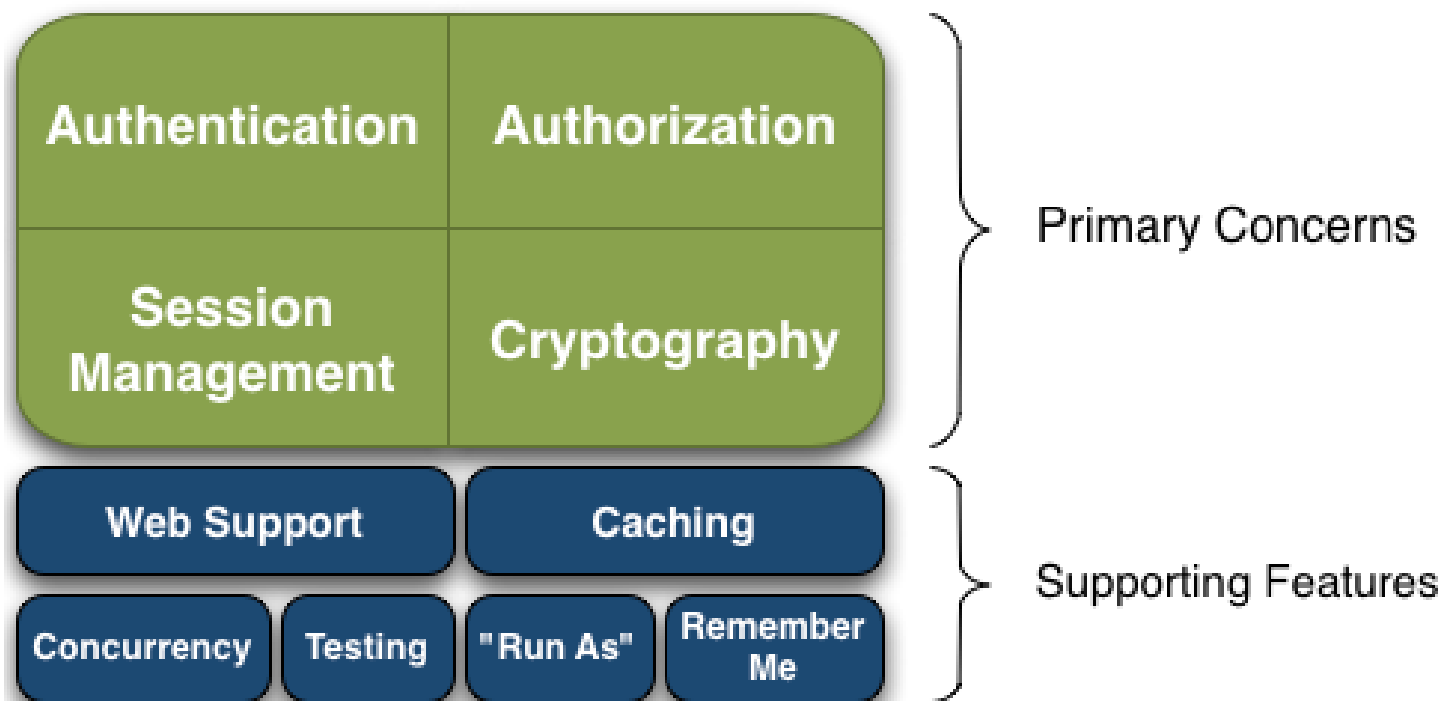 Authentication
Authorization
Session
Management
Cryptography
Primary Concerns
Web Support
Caching
Concurrency
Testing
"Run As"
Remember
Me
Supporting Features